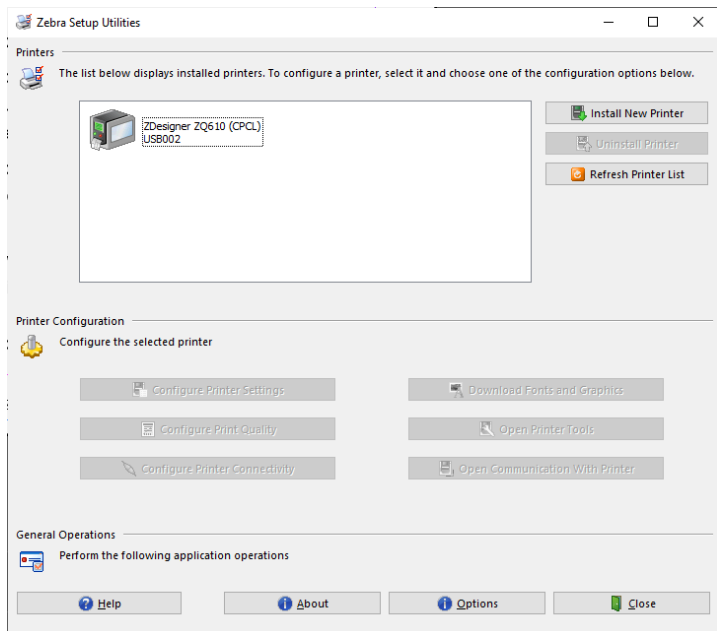 Zebra Setup Utilities
Printers
The list below displays installed printers. To configure a printer, select it and choose one of the configuration options below.
ZDesigner ZQ610 (CPCL)
USB002
Install New Printer
Uninstall Printer
Refresh Printer List
Printer Configuration
Configure the selected printer
Configure Printer Settings
Download Fonts and Graphics
Configure Print Quality
Open Printer Tools
Configure Printer Connectivity
Open Communication With Printer
General Operations
Perform the following application operations
Help
About
Options
Close